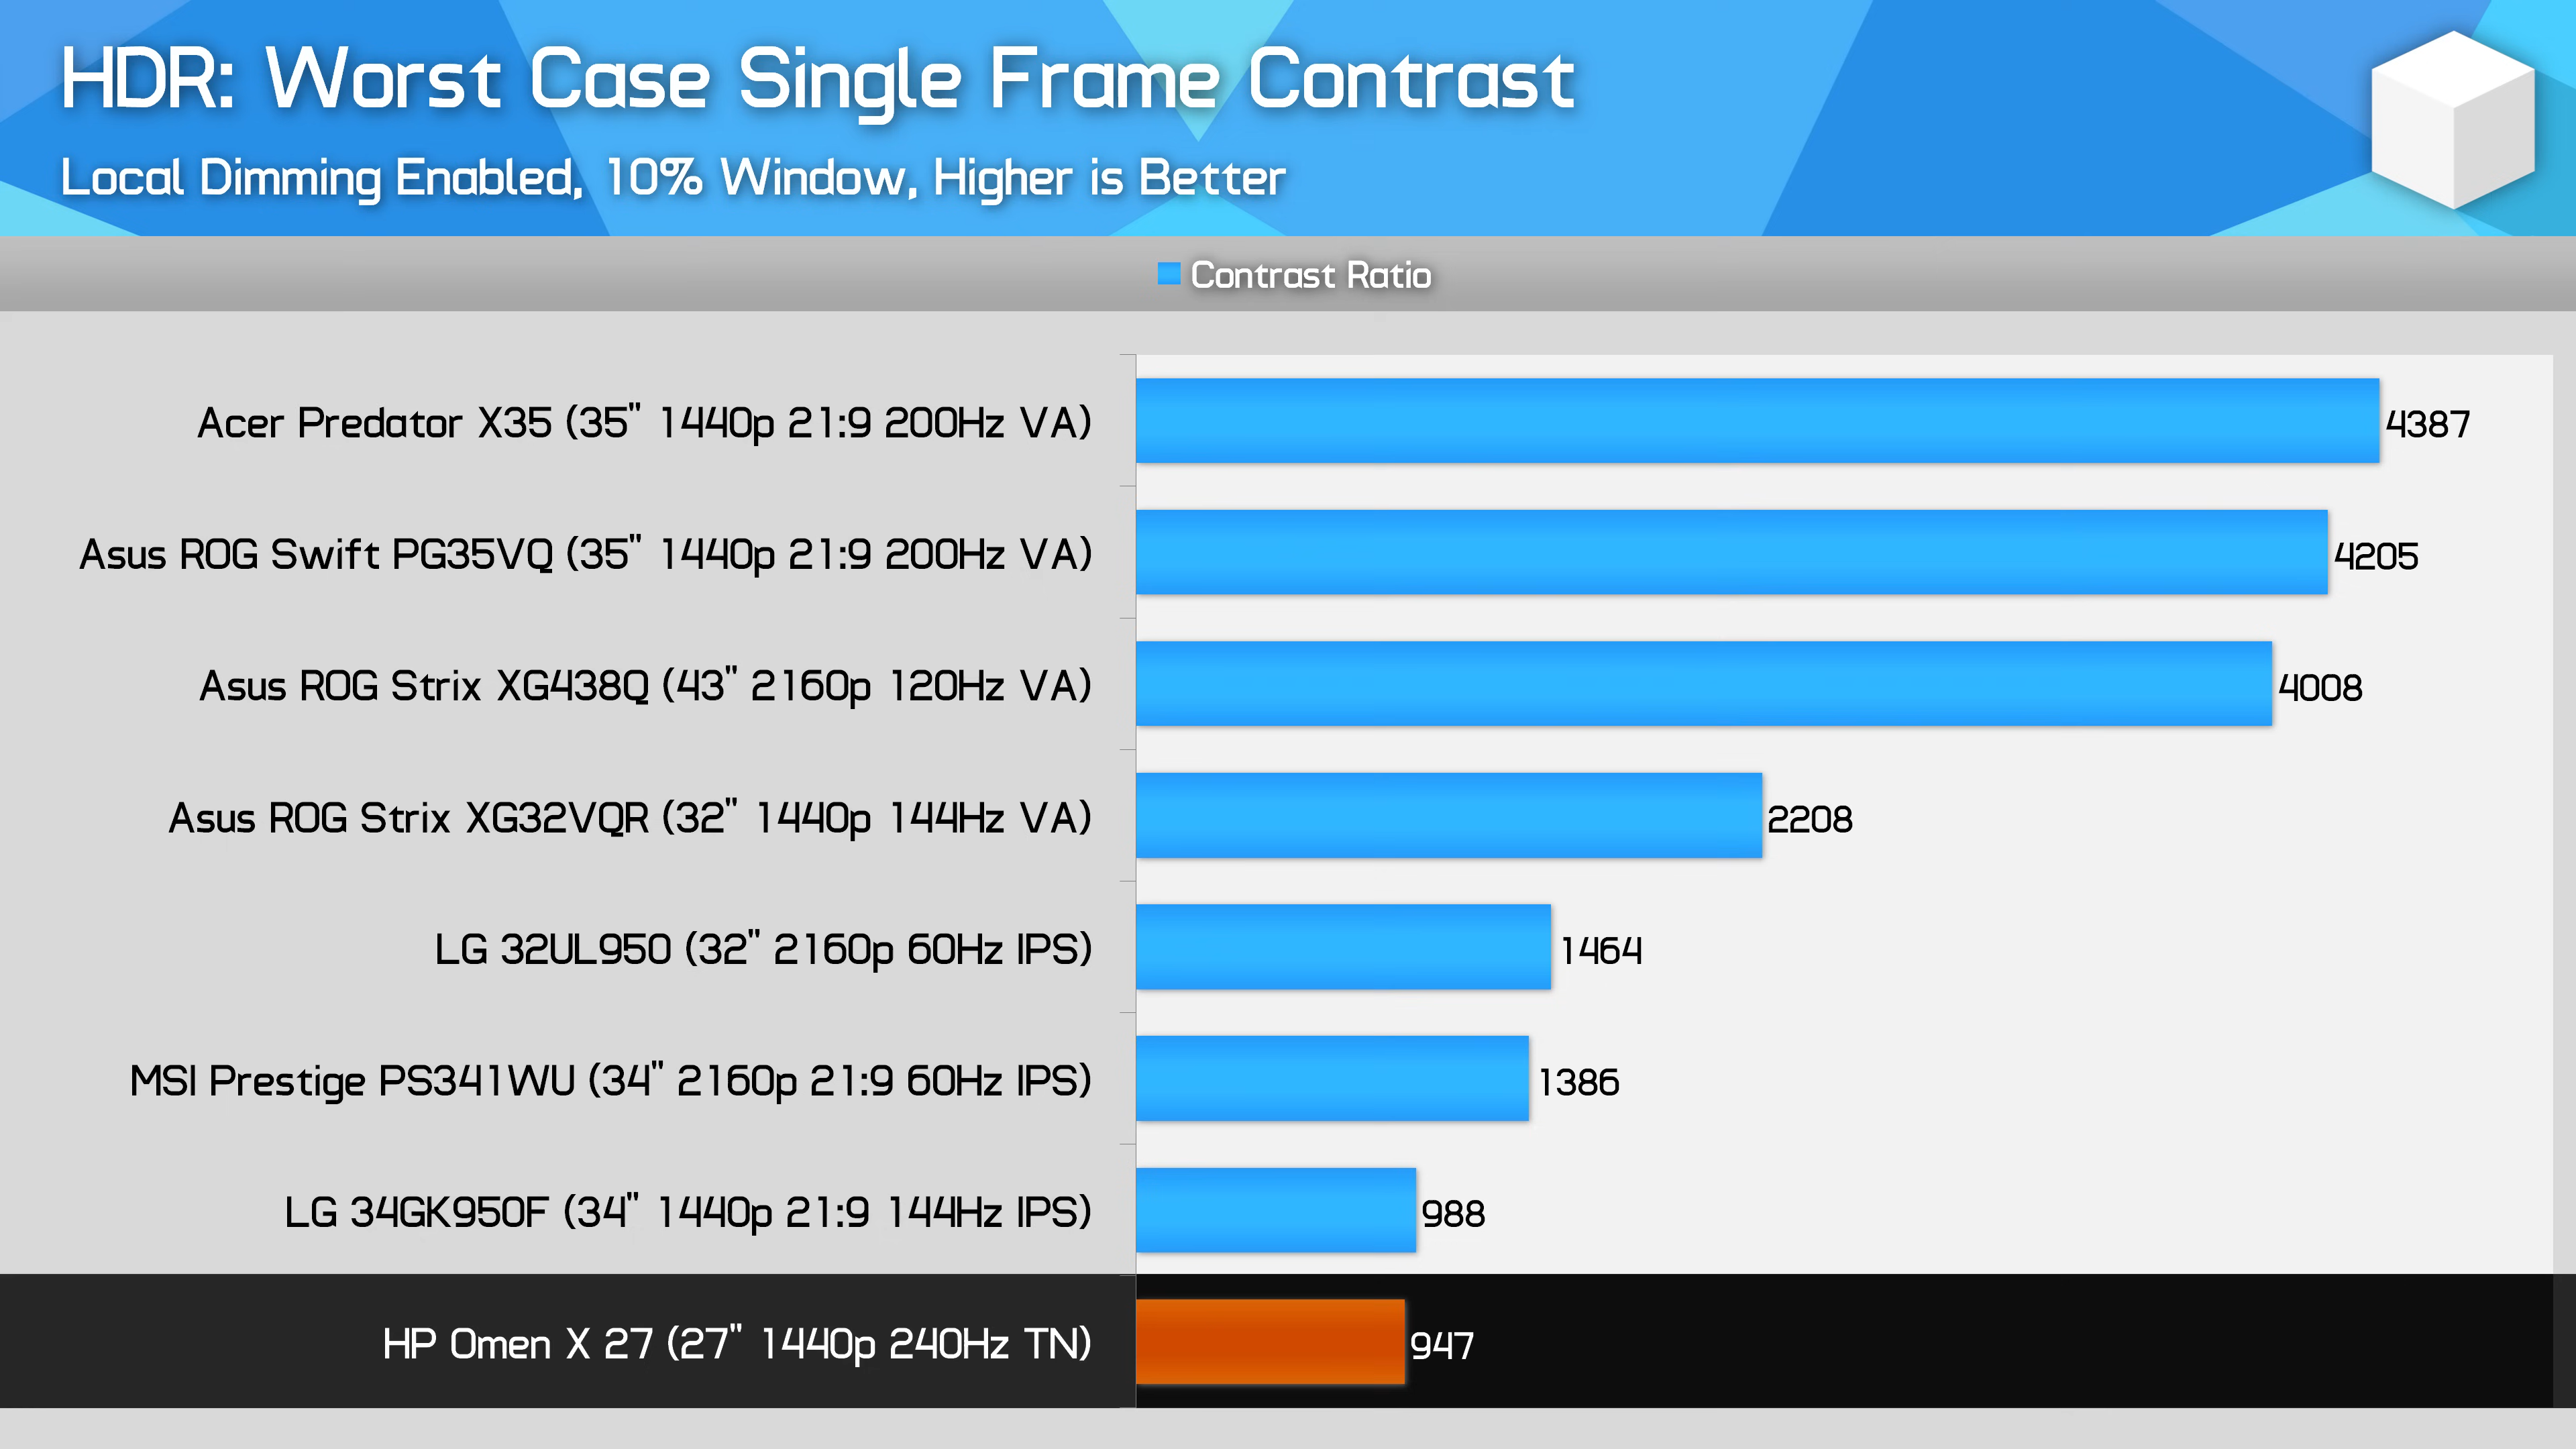 HDR: Worst Case Single Frame Contrast
Local Dimming Enabled, 10% Window, Higher is Better
Contrast Ratio
Acer Predator X35 (35" 1440p 21:9 200Hz VA) 4387
Asus ROG Swift PG35VQ (35" 1440p 21:9 200Hz VA) 4205
Asus ROG Strix XG438Q (43" 2160p 120Hz VA) 4008
Asus ROG Strix XG32VQR (32" 1440p 144Hz VA) 2208
LG 32UL950 (32" 2160p 60Hz IPS) 1464
MSI Prestige PS341WU (34" 2160p 21:9 60Hz IPS) 1386
LG 34GK950F (34" 1440p 21:9 144Hz IPS) 988
HP Omen X 27 (27" 1440p 240Hz TN) 947